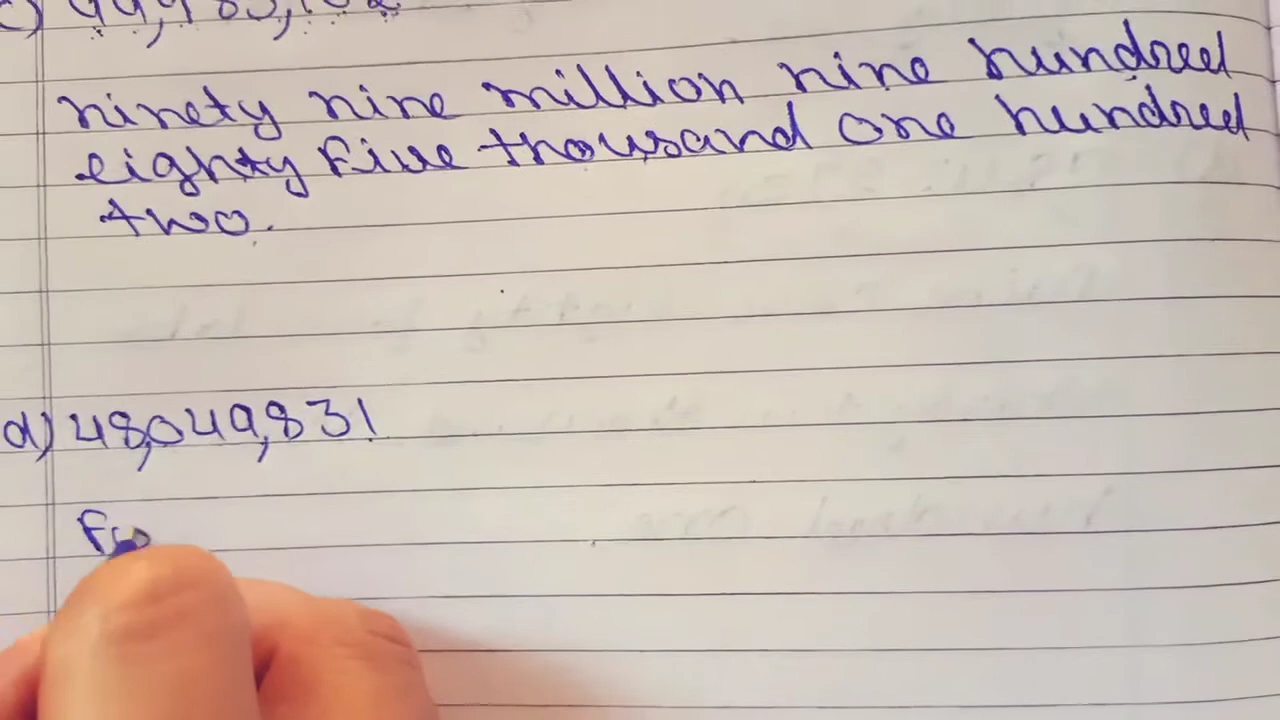 ninety nine million nine hundred
eighty five thousand one hundred
two.
d) 48,049,831